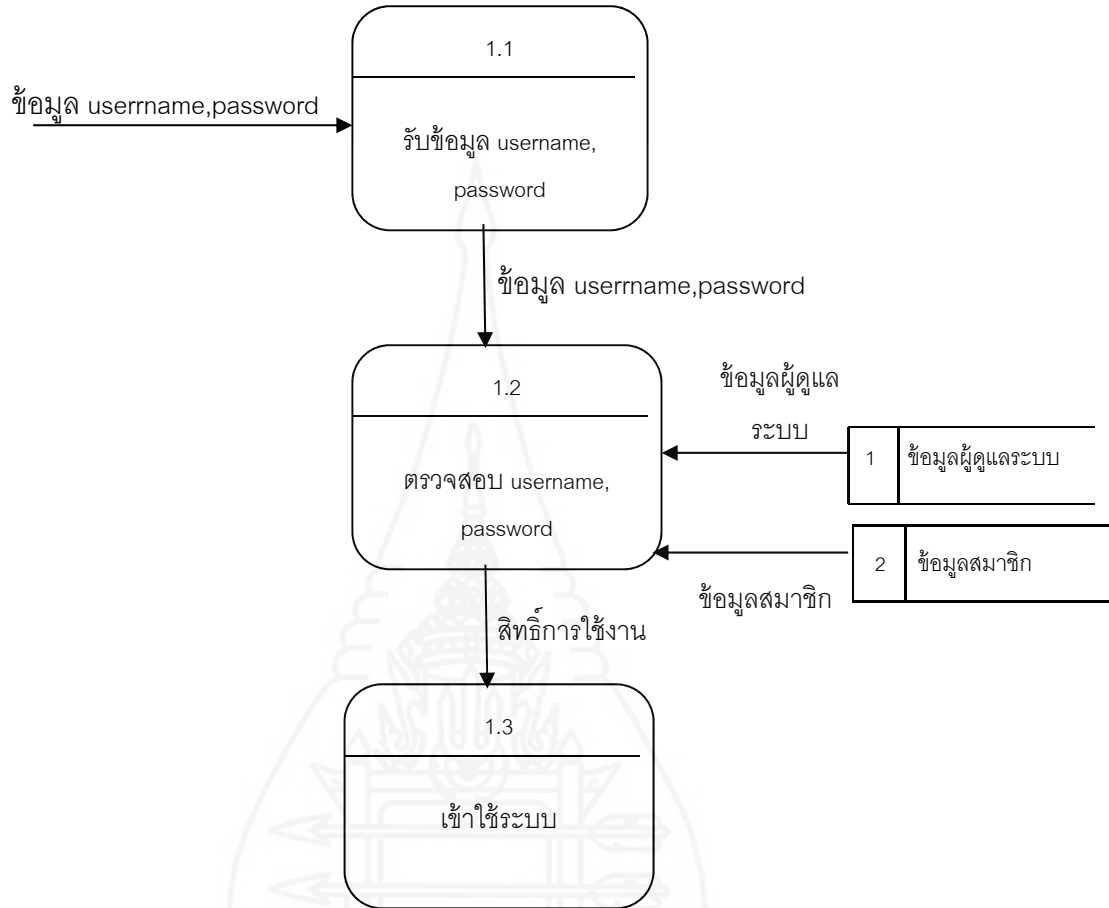 1.1
ข้อมูล userrname,password
รับข้อมูล username,
password
ข้อมูล userrname,password
1.2
ข้อมูลผู้ดูแล
ระบบ
1 ข้อมูลผู้ดูแลระบบ
ตรวจสอบ username,
password
2 ข้อมูลสมาชิก
ข้อมูลสมาชิก
สิทธิ์การใช้งาน
1.3
เข้าใช้ระบบ